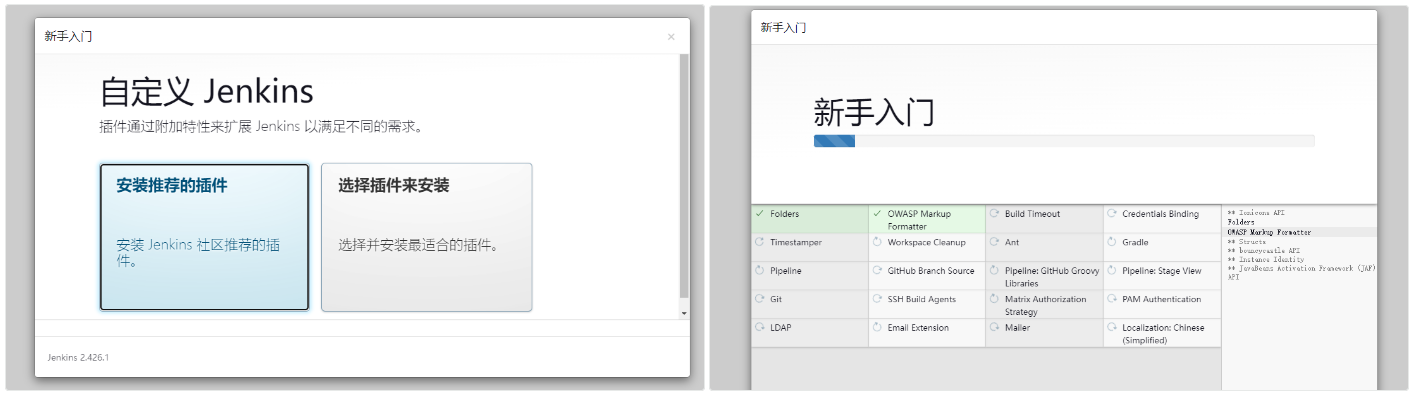 新手入门
×
自定义 Jenkins
插件通过附加特性来扩展 Jenkins 以满足不同的需求。
安装推荐的插件
安装 Jenkins 社区推荐的插
件。
选择插件来安装
选择并安装最适合的插件。
Jenkins 2.426.1
新手入门
新手入门
Folders
OWASP Markup
Formatter
Build Timeout
Credentials Binding
Timestamper
Workspace Cleanup
Ant
Gradle
Pipeline
GitHub Branch Source
Pipeline: GitHub Groovy
Libraries
Pipeline: Stage View
Git
SSH Build Agents
Matrix Authorization
Strategy
PAM Authentication
LDAP
Email Extension
Mailer
Localization: Chinese
(Simplified)
** Ionicons API
Folders
OWASP Markup Formatter
** Structs
** bouncycastle API
** Instance Identity
** JavaBeans Activation Framework (JAF)
API